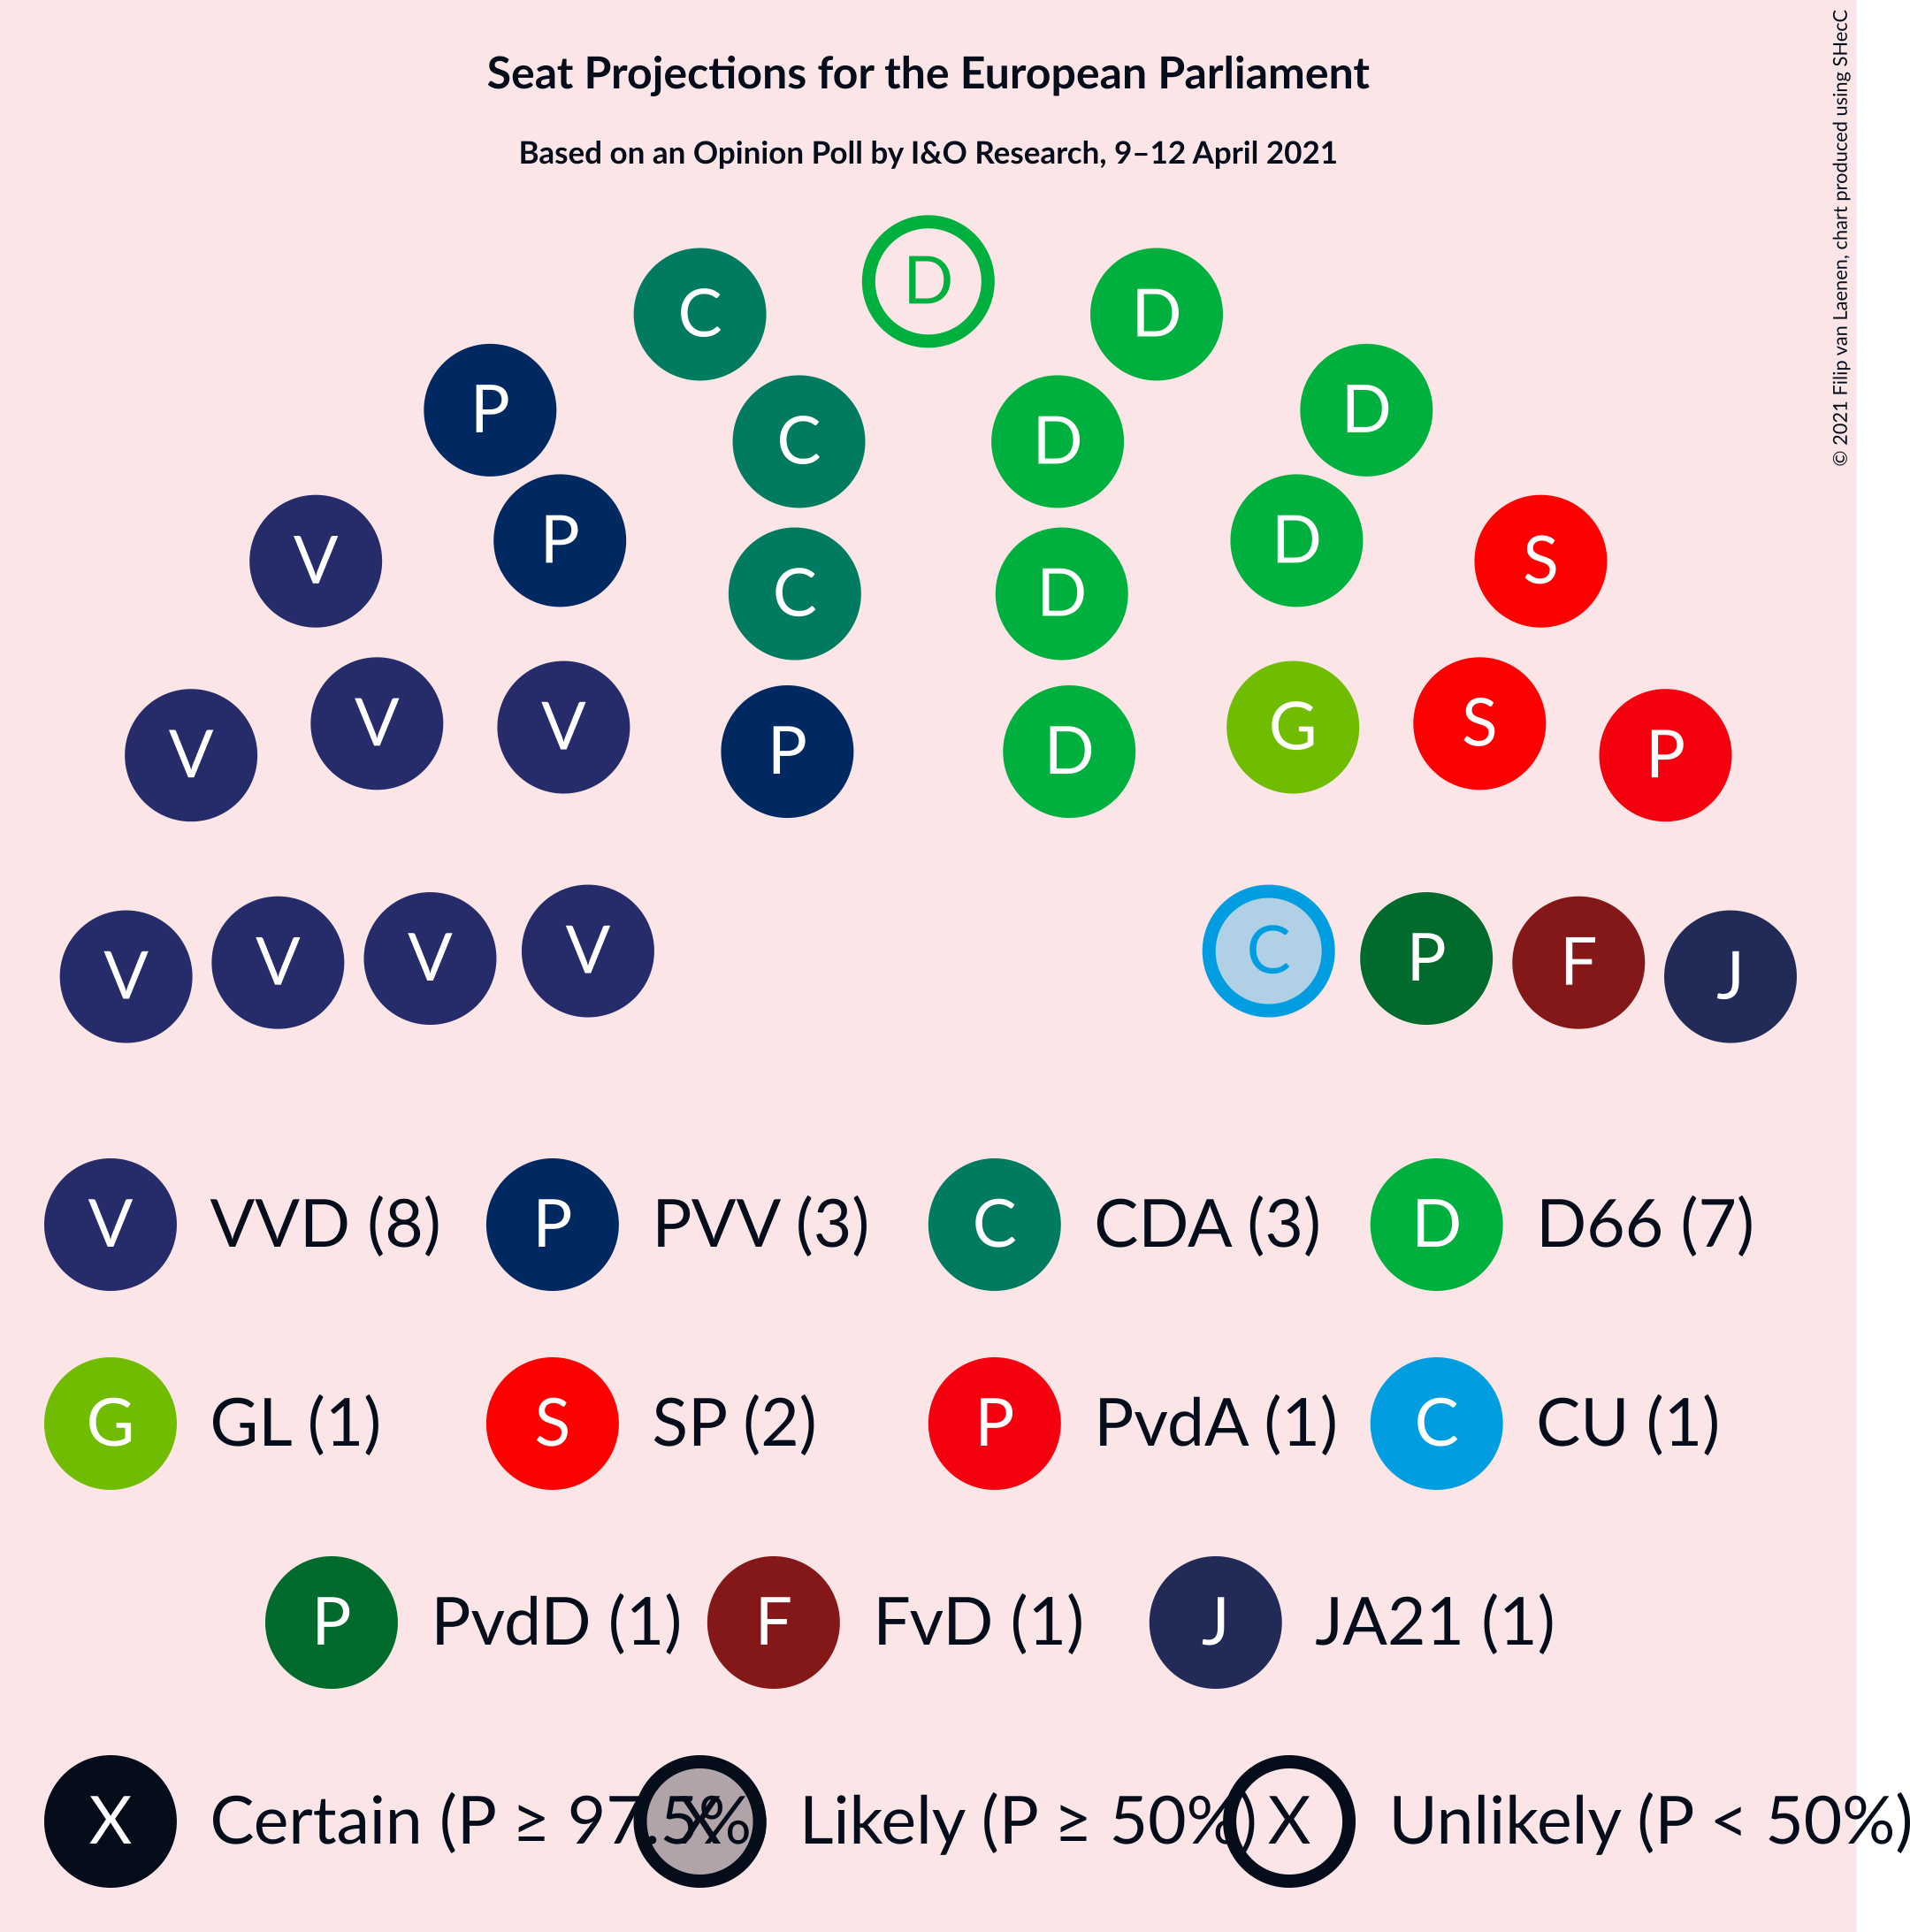 Seat Projections for the European Parliament
Based on an Opinion Poll by I&O Research, 9–12 April 2021
© 2021 Filip van Laenen, chart produced using SHecC
D
C D
P D
C D
P D
V S
C D
V V G S
V P D P
V V V V C P F J
V VVD (8) P PVV (3) C CDA (3) D D66 (7)
G GL (1) S SP (2) P PvdA (1) C CU (1)
P PvdD (1) F FvD (1) J JA21 (1)
X Certain (P ≥ 97.5% X Likely (P ≥ 50%) X Unlikely (P < 50%)